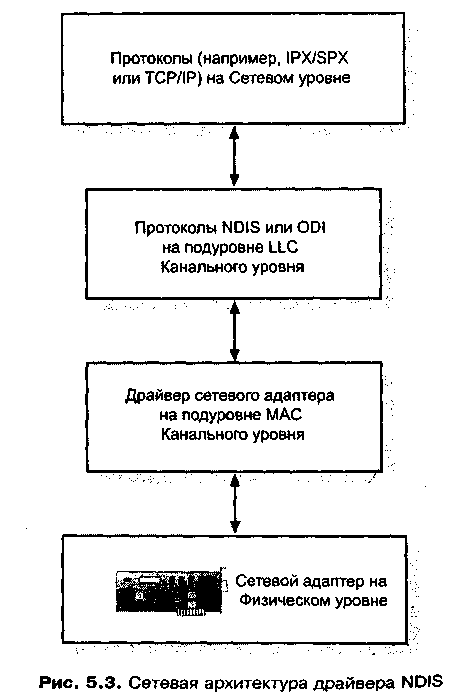 Протоколы (например, IPX/SPX
или TCP/IP) на Сетевом уровне
Протоколы NDIS или ODI
на подуровне LLC
Канального уровня
Драйвер сетевого адаптера
на подуровне MAC
Канального уровня
Сетевой адаптер на
Физическом уровне
Рис. 5.3. Сетевая архитектура драйвера NDIS